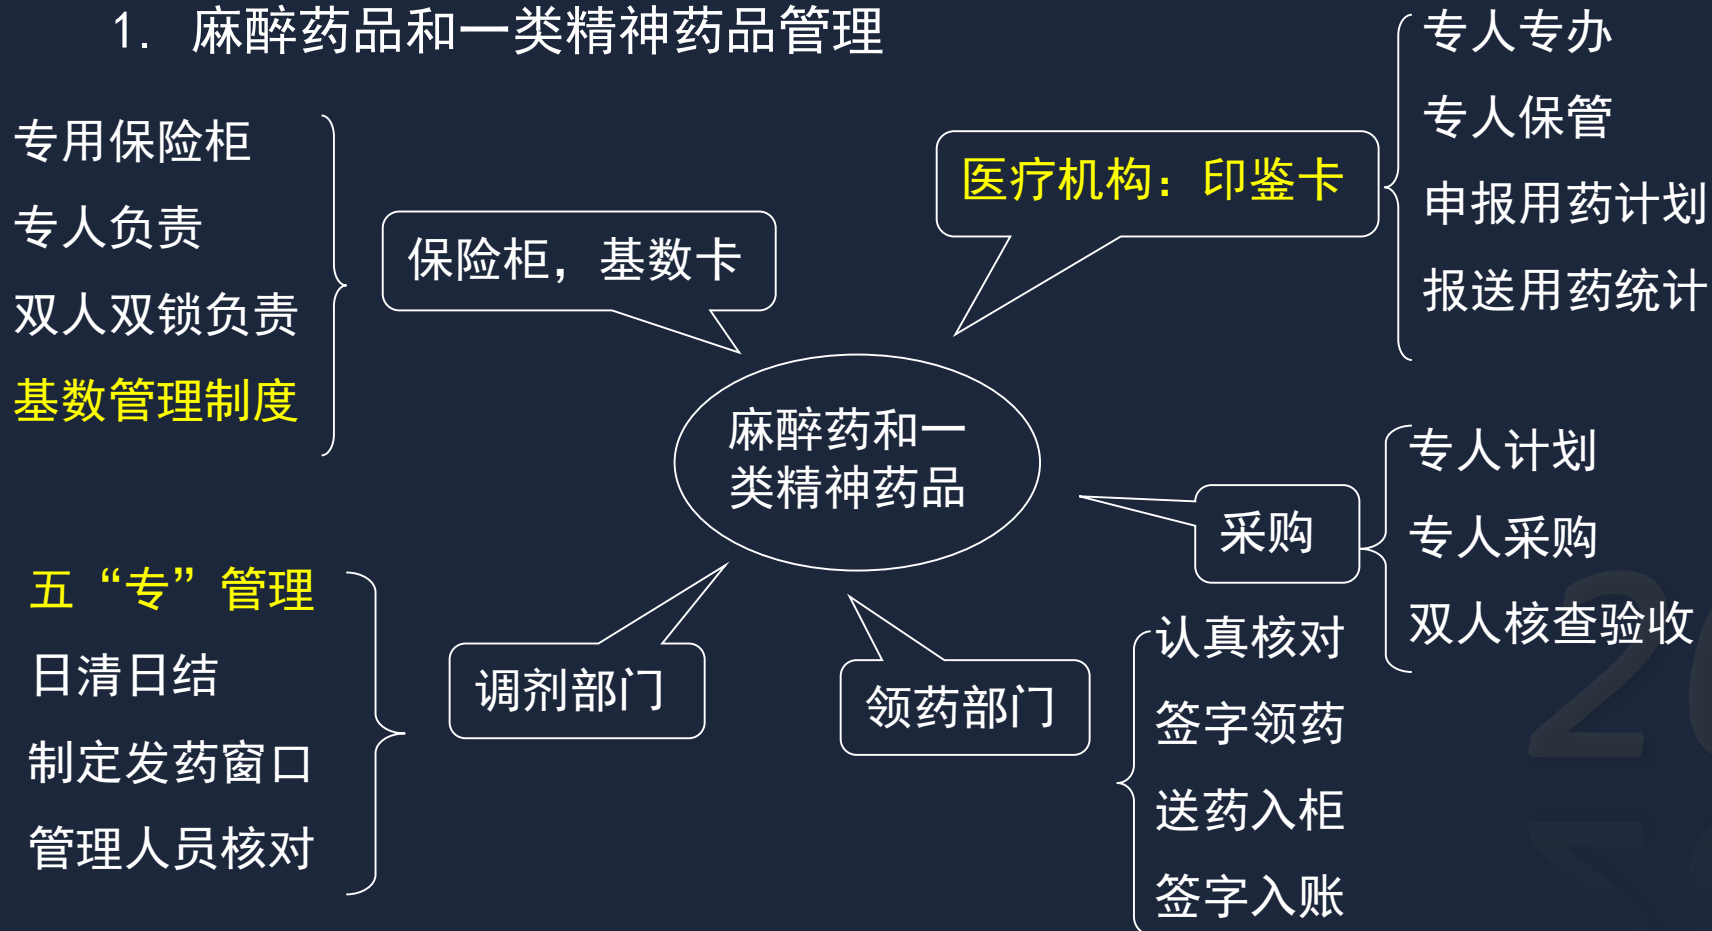 1. 麻醉药品和一类精神药品管理
专用保险柜
专人负责
双人双锁负责
基数管理制度
保险柜，基数卡
医疗机构：印鉴卡
专人专办
专人保管
申报用药计划
报送用药统计
麻醉药和一
类精神药品
采购
专人计划
专人采购
双人核查验收
五“专”管理
日清日结
制定发药窗口
管理人员核对
调剂部门
领药部门
认真核对
签字领药
送药入柜
签字入账